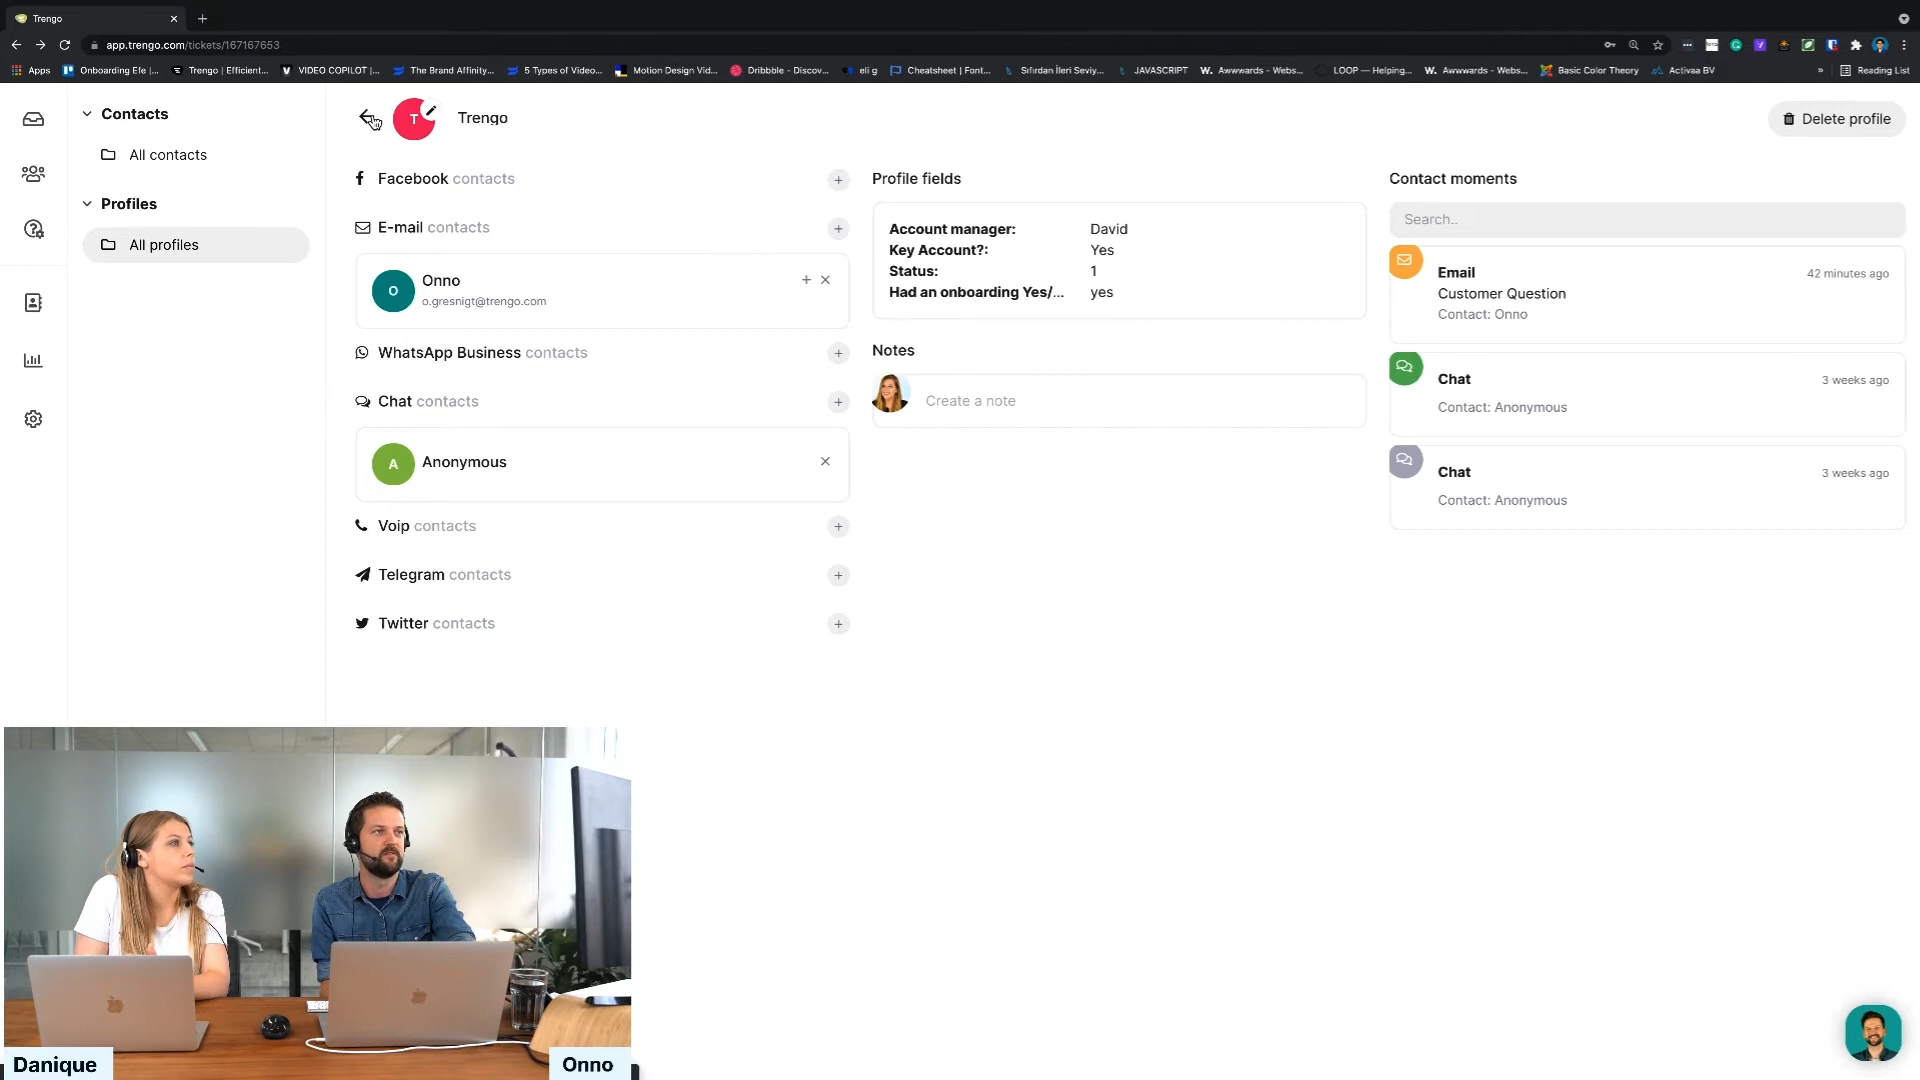 Trengo
app.trengo.com/tickets/167167653
Apps
Onboarding Efe |...
Trengo | Efficient...
VIDEO COPILOT |...
The Brand Affinity...
5 Types of Video...
Motion Design Vid...
Dribbble - Discov...
eli g
Cheatsheet | Font...
Sıfırdan İleri Seviy...
JAVASCRIPT
W. Awwwards - Webs...
LOOP — Helping...
W. Awwwards - Webs...
Basic Color Theory
Activaa BV
»
Reading List
Contacts
All contacts
Profiles
All profiles
T
Trengo
Delete profile
Facebook contacts
E-mail contacts
O
Onno
o.gresnigt@trengo.com
WhatsApp Business contacts
Chat contacts
A
Anonymous
Voip contacts
Telegram contacts
Twitter contacts
Profile fields
Account manager: David
Key Account?: Yes
Status: 1
Had an onboarding Yes/... yes
Notes
Create a note
Contact moments
Search..
Email 42 minutes ago
Customer Question
Contact: Onno
Chat 3 weeks ago
Contact: Anonymous
Chat 3 weeks ago
Contact: Anonymous
Danique
Onno